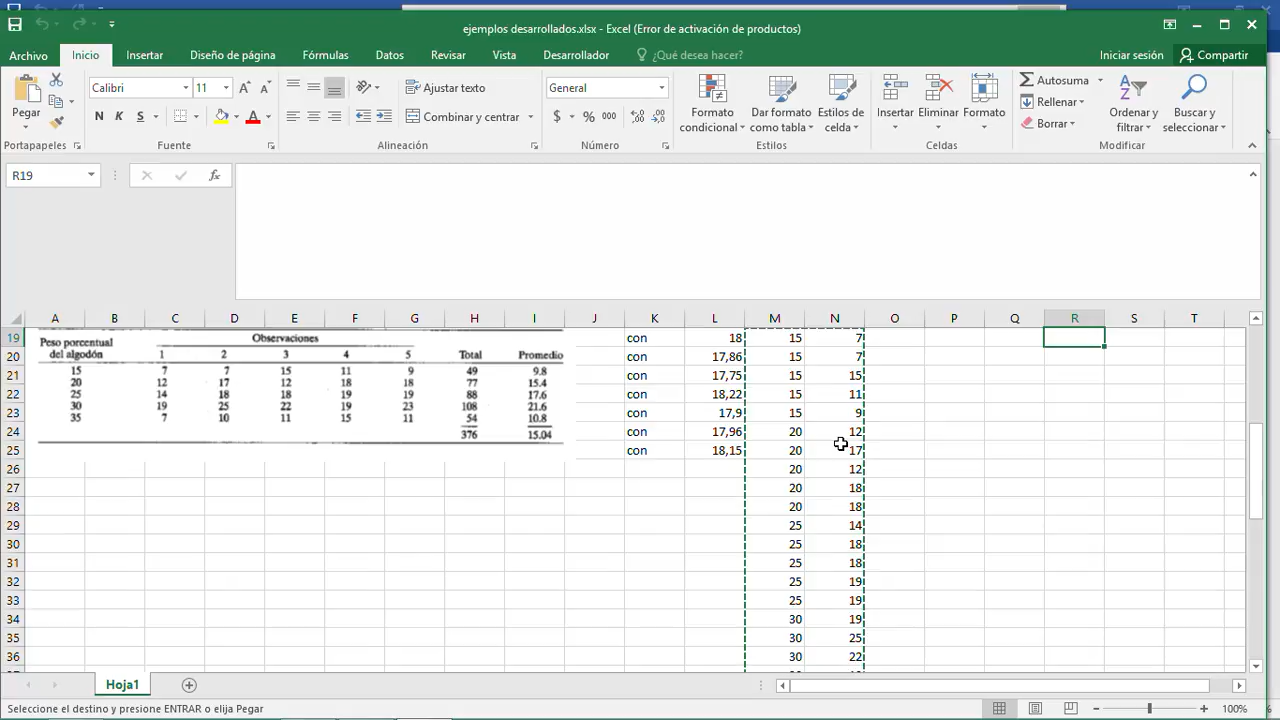 ejemplos desarrollados.xlsx - Excel (Error de activación de productos)
Archivo Inicio Insertar Diseño de página Fórmulas Datos Revisar Vista Desarrollador ¿Qué desea hacer? Iniciar sesión Compartir
Calibri 11 Ajustar texto General Autosuma
Pegar N K S Combinar y centrar $ % 000 Formato condicional Dar formato como tabla Estilos de celda Insertar Eliminar Formato Rellenar Borrar Ordenar y filtrar Buscar y seleccionar
Portapapeles Fuente Alineación Número Estilos Celdas Modificar
R19 fx
A B C D E F G H I J K L M N O P Q R S T
Peso porcentual del algodón Observaciones
1 2 3 4 5 Total Promedio
15 7 7 15 11 9 49 9.8
20 12 17 12 18 18 77 15.4
25 14 18 18 19 19 88 17.6
30 19 25 22 19 23 108 21.6
35 7 10 11 15 11 54 10.8
376 15.04
19 con 18 15 7
20 con 17,86 15 7
21 con 17,75 15 15
22 con 18,22 15 11
23 con 17,9 15 9
24 con 17,96 20 12
25 con 18,15 20 17
26 20 12
27 20 18
28 20 18
29 25 14
30 25 18
31 25 18
32 25 19
33 25 19
34 30 19
35 30 25
36 30 22
Hoja1
Seleccione el destino y presione ENTRAR o elija Pegar 100%